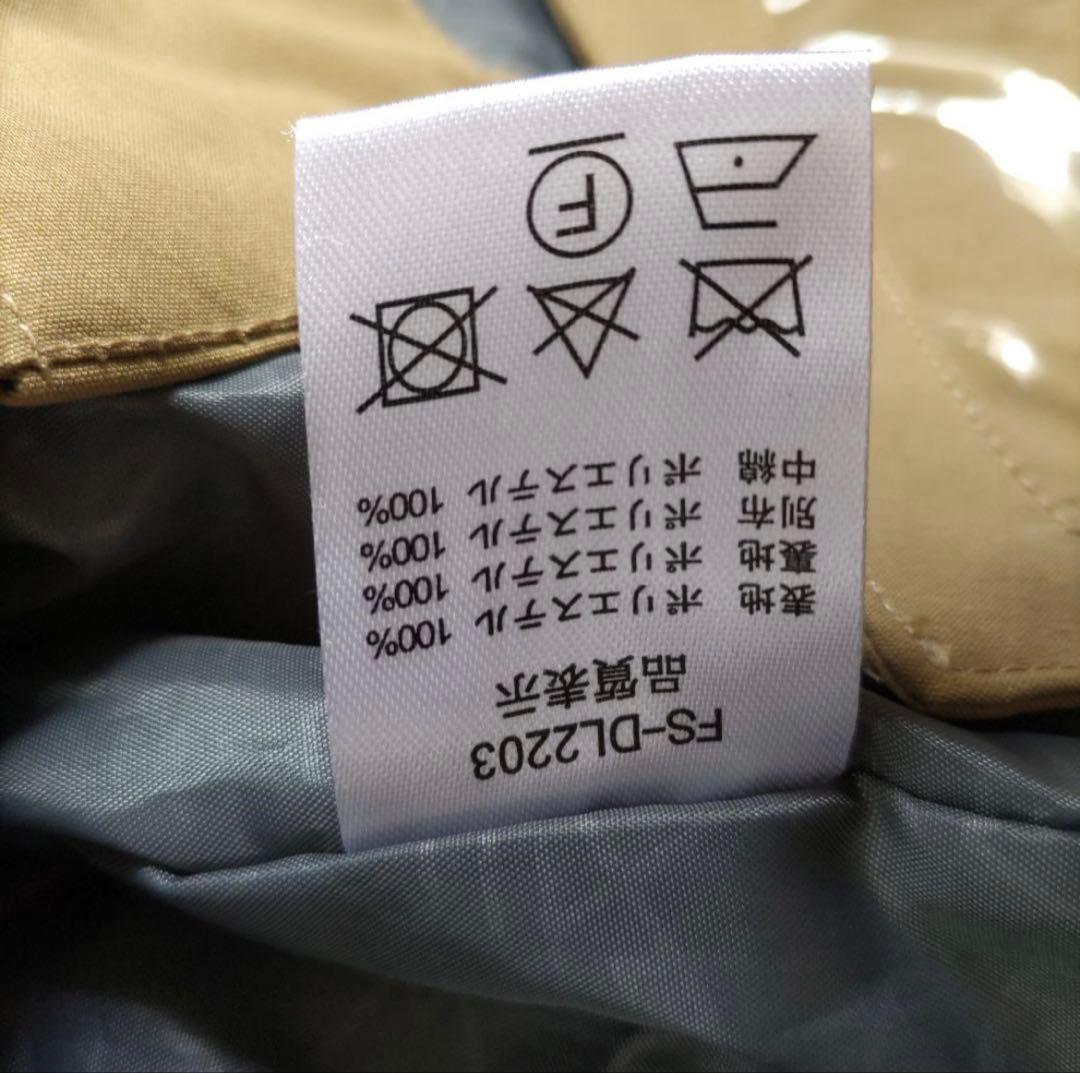 FS-DL2203
品質表示
表地 ポリエステル 100%
裏地 ポリエステル 100%
別布 ポリエステル 100%
中綿 ポリエステル 100%
F